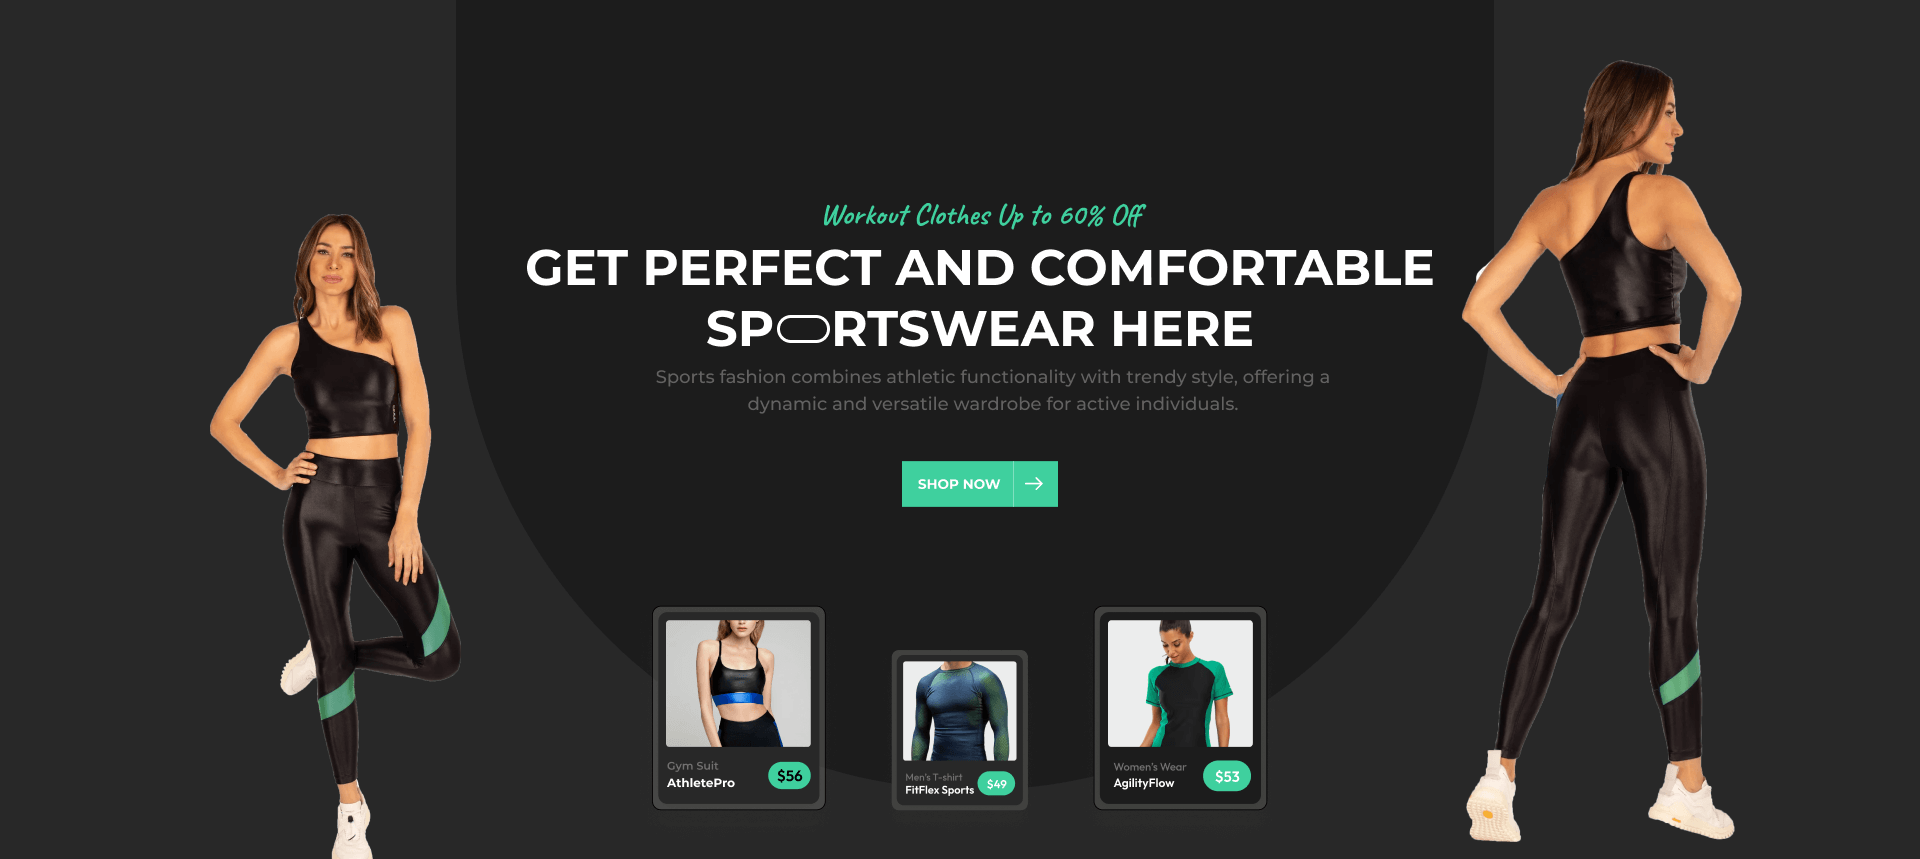 Workout Clothes Up to 60% Off
GET PERFECT AND COMFORTABLE
SPORTSWEAR HERE
Sports fashion combines athletic functionality with trendy style, offering a
dynamic and versatile wardrobe for active individuals.
SHOP NOW
Gym Suit
AthletePro
$56
Men's T-shirt
FitFlex Sports
$49
Women's Wear
AgilityFlow
$53